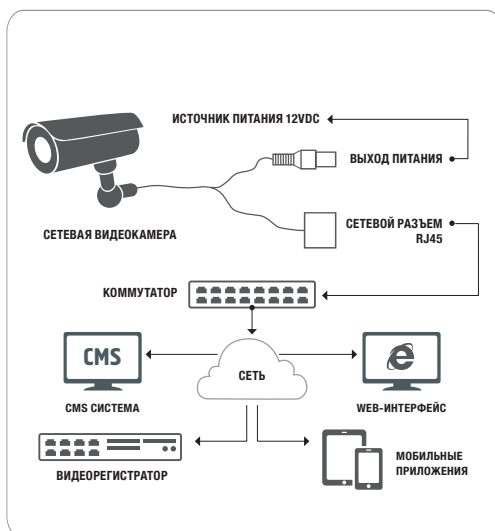 ИСТОЧНИК ПИТАНИЯ 12VDC
ВЫХОД ПИТАНИЯ
СЕТЕВАЯ ВИДЕОКАМЕРА
СЕТЕВОЙ РАЗЪЕМ
RJ45
КОММУТАТОР
CMS
СЕТЬ
CMS СИСТЕМА
WEB-ИНТЕРФЕЙС
ВИДЕОРЕГИСТРАТОР
МОБИЛЬНЫЕ
ПРИЛОЖЕНИЯ